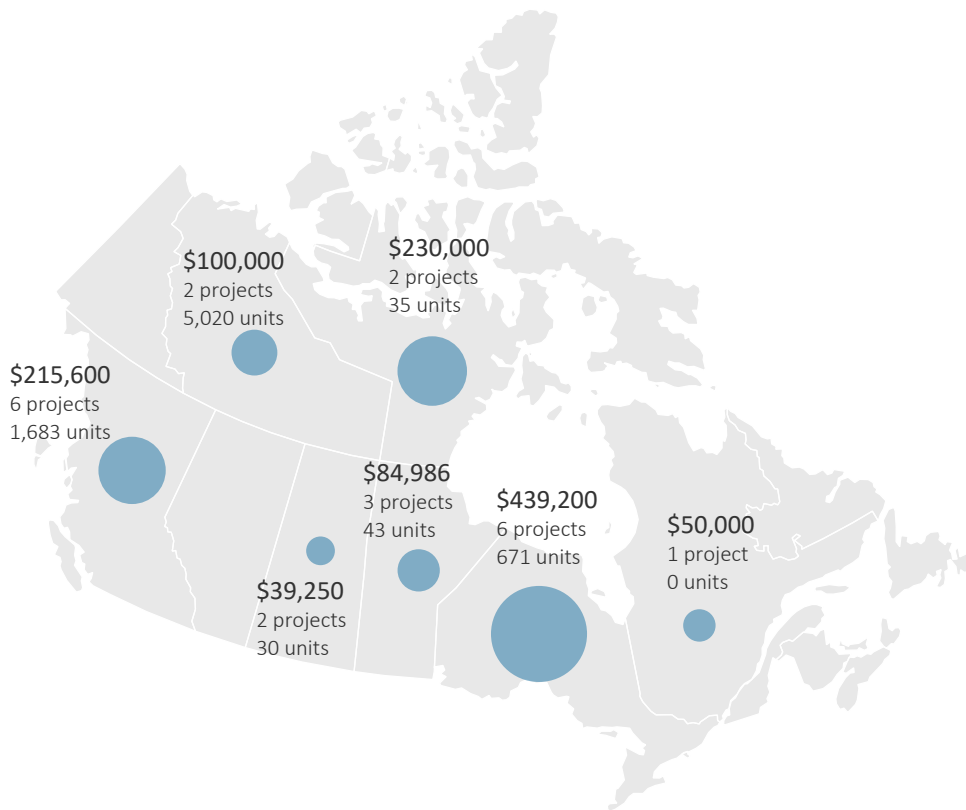 $230,000
2 projects
35 units
$100,000
2 projects
5,020 units
$215,600
6 projects
1,683 units
$84,986
3 projects
43 units
$439,200
6 projects
671 units
$50,000
1 project
0 units
$39,250
2 projects
30 units